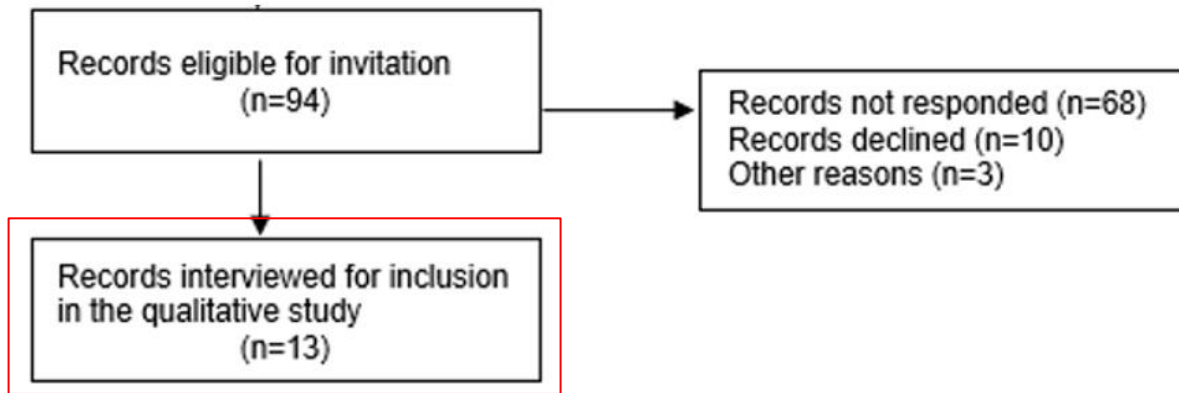 Records eligible for invitation
(n=94)
Records not responded (n=68)
Records declined (n=10)
Other reasons (n=3)
Records interviewed for inclusion
in the qualitative study
(n=13)